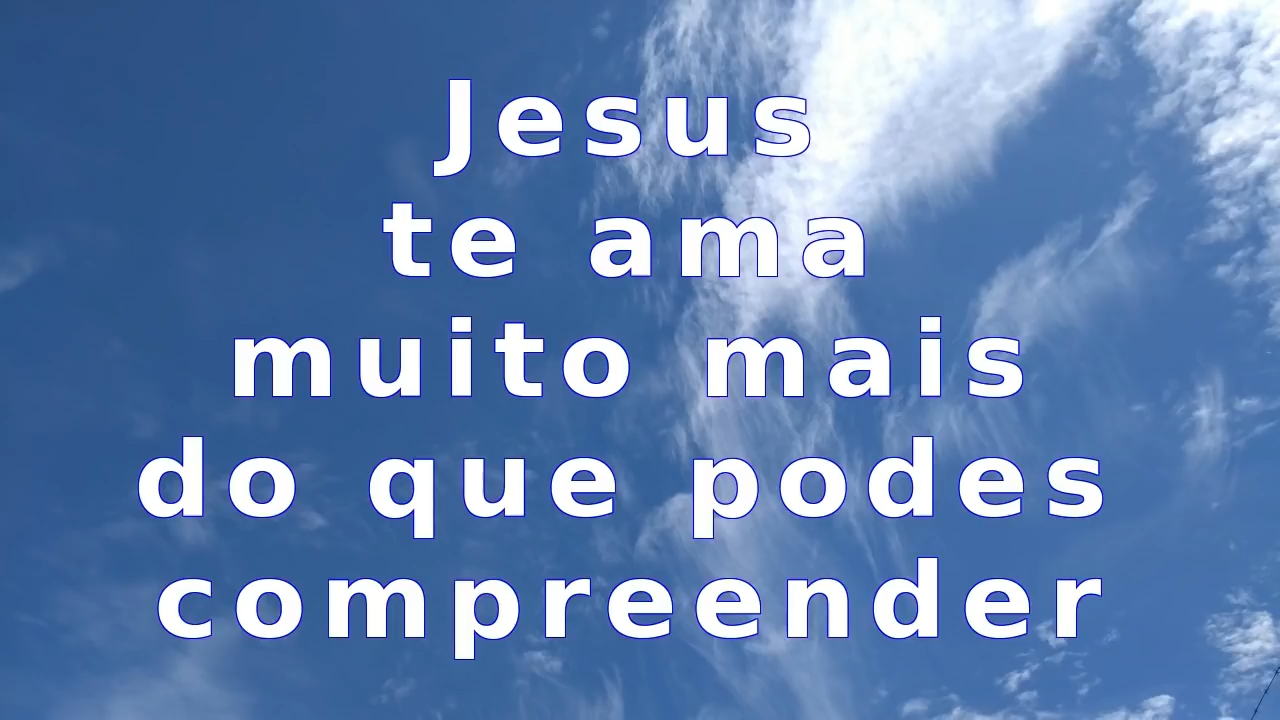 Jesus
te ama
muito mais
do que podes
compreender